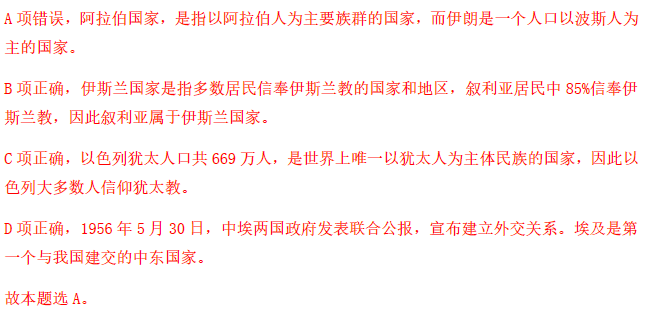 A 项错误，阿拉伯国家，是指以阿拉伯人为主要族群的国家，而伊朗是一个人口以波斯人为
主的国家。
B 项正确，伊斯兰国家是指多数居民信奉伊斯兰教的国家和地区，叙利亚居民中 85%信奉伊
斯兰教，因此叙利亚属于伊斯兰国家。
C 项正确，以色列犹太人口共 669 万人，是世界上唯一以犹太人为主体民族的国家，因此以
色列大多数人信仰犹太教。
D 项正确，1956 年 5 月 30 日，中埃两国政府发表联合公报，宣布建立外交关系。埃及是第
一个与我国建交的中东国家。
故本题选 A。